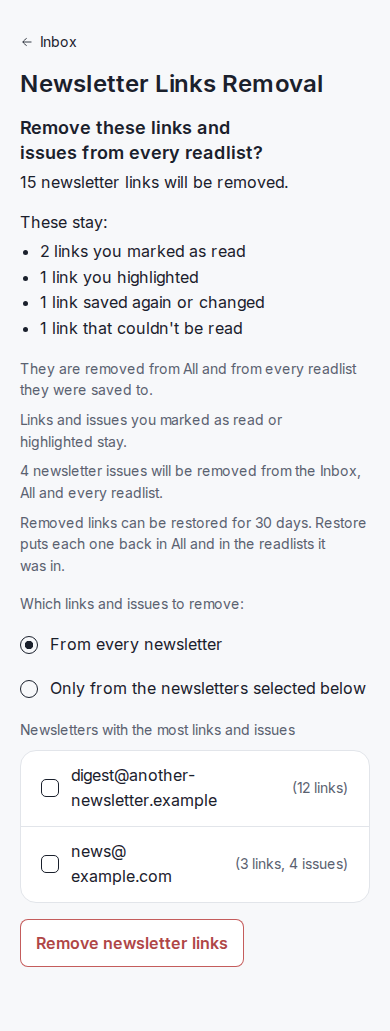 ← Inbox
Newsletter Links Removal
Remove these links and
issues from every readlist?
15 newsletter links will be removed.
These stay:
• 2 links you marked as read
• 1 link you highlighted
• 1 link saved again or changed
• 1 link that couldn't be read
They are removed from All and from every readlist
they were saved to.
Links and issues you marked as read or
highlighted stay.
4 newsletter issues will be removed from the Inbox,
All and every readlist.
Removed links can be restored for 30 days. Restore
puts each one back in All and in the readlists it
was in.
Which links and issues to remove:
From every newsletter
Only from the newsletters selected below
Newsletters with the most links and issues
digest@another-
newsletter.example
(12 links)
news@
example.com
(3 links, 4 issues)
Remove newsletter links